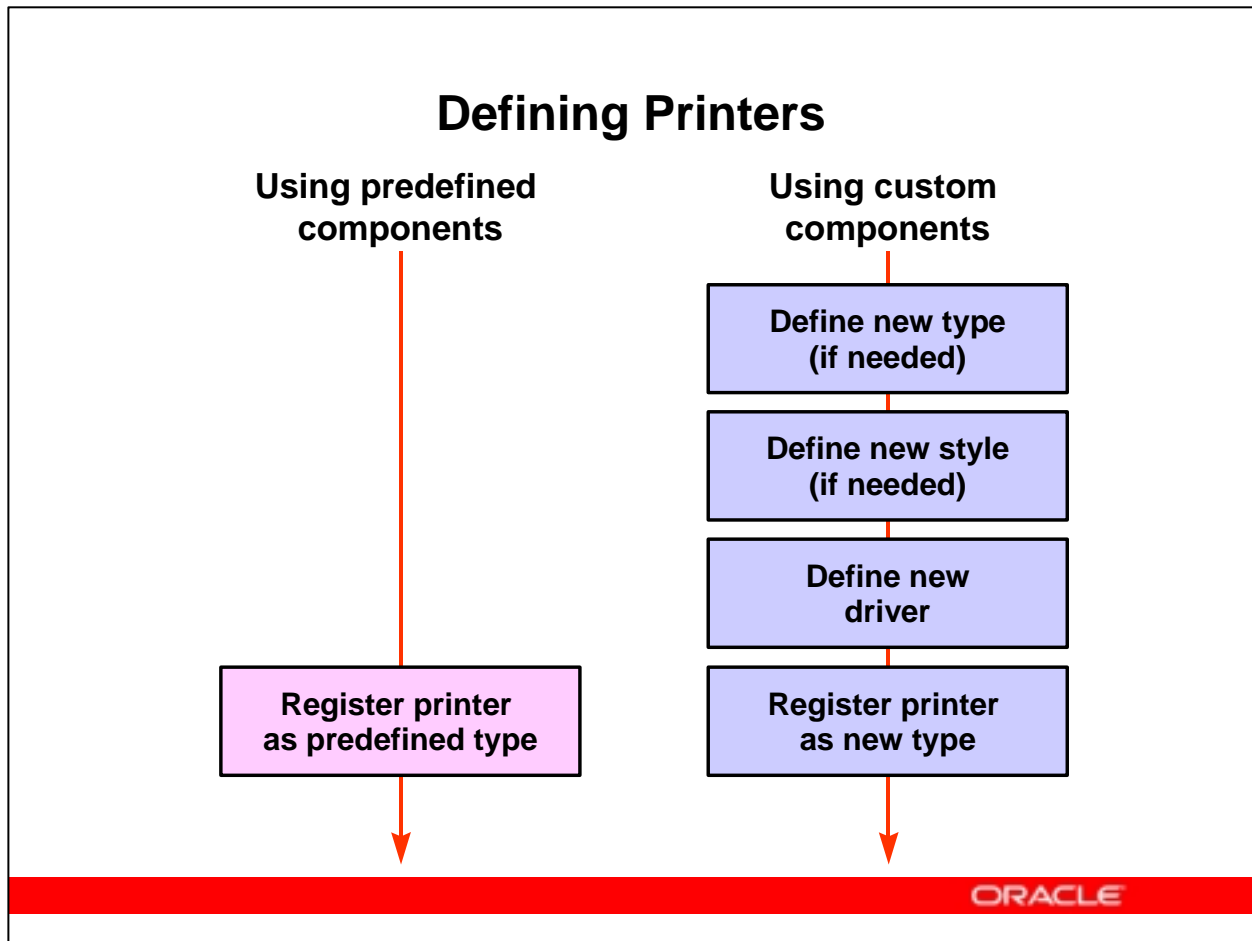 Defining Printers
Using predefined
components
Register printer
as predefined type
Using custom
components
Define new type
(if needed)
Define new style
(if needed)
Define new
driver
Register printer
as new type
ORACLE